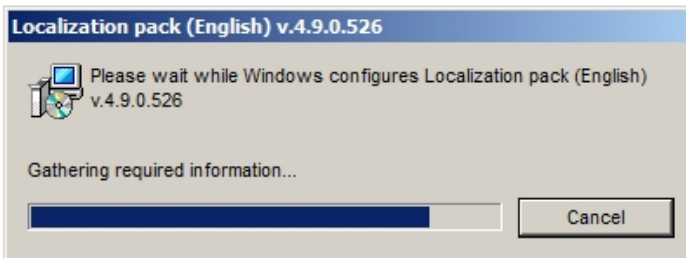 Localization pack (English) v.4.9.0.526
Please wait while Windows configures Localization pack (English)
v.4.9.0.526
Gathering required information...
Cancel